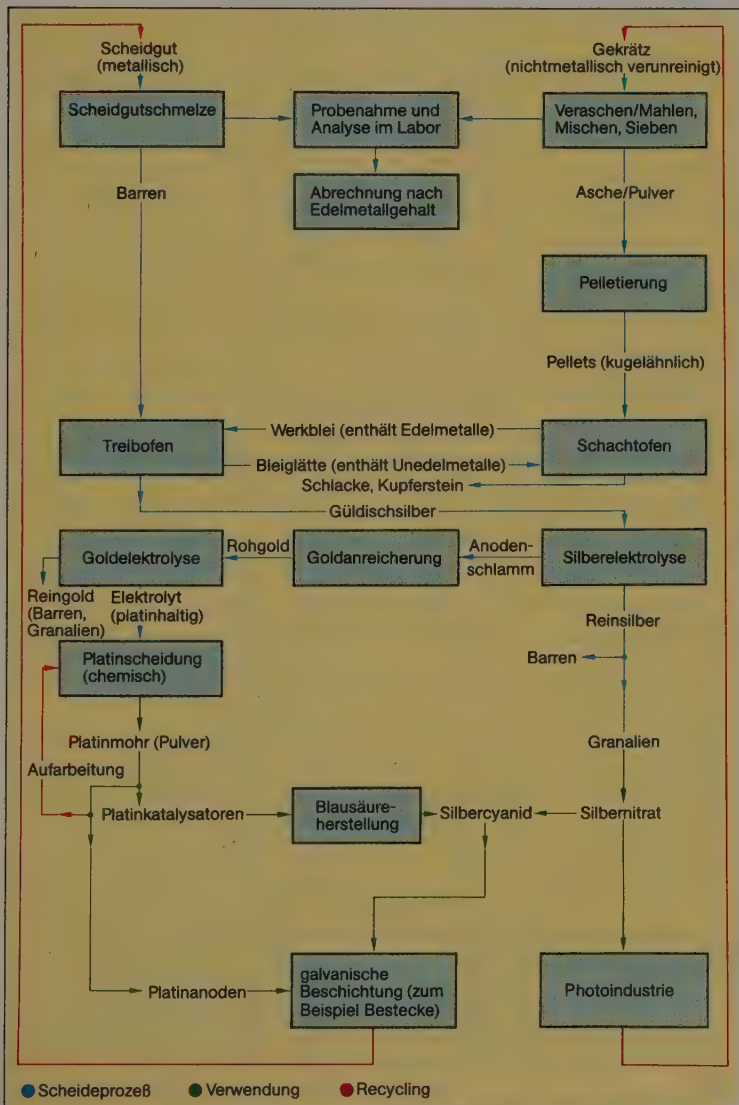 Scheidgut
(metallisch)
Gekrätz
(nichtmetallisch verunreinigt)
Scheidgutschmelze
Probenahme und
Analyse im Labor
Veraschen/Mahlen,
Mischen, Sieben
Barren
Abrechnung nach
Edelmetallgehalt
Asche/Pulver
Pelletierung
Pellets (kugelähnlich)
Treibofen
Werkblei (enthält Edelmetalle)
Schachtofen
Bleiglätte (enthält Unedelmetalle)
Schlacke, Kupferstein
Güldischsilber
Goldelektrolyse
Rohgold
Goldanreicherung
Anoden-
schlamm
Silberelektrolyse
Reingold
(Barren,
Granalien)
Elektrolyt
(platinhaltig)
Reinsilber
Platinscheidung
(chemisch)
Barren
Platinmohr (Pulver)
Granalien
Aufarbeitung
Platinkatalysatoren
Blausäure-
herstellung
Silbercyanid
Silbernitrat
Platinanoden
galvanische
Beschichtung (zum
Beispiel Bestecke)
Photoindustrie
Scheideprozeß
Verwendung
Recycling